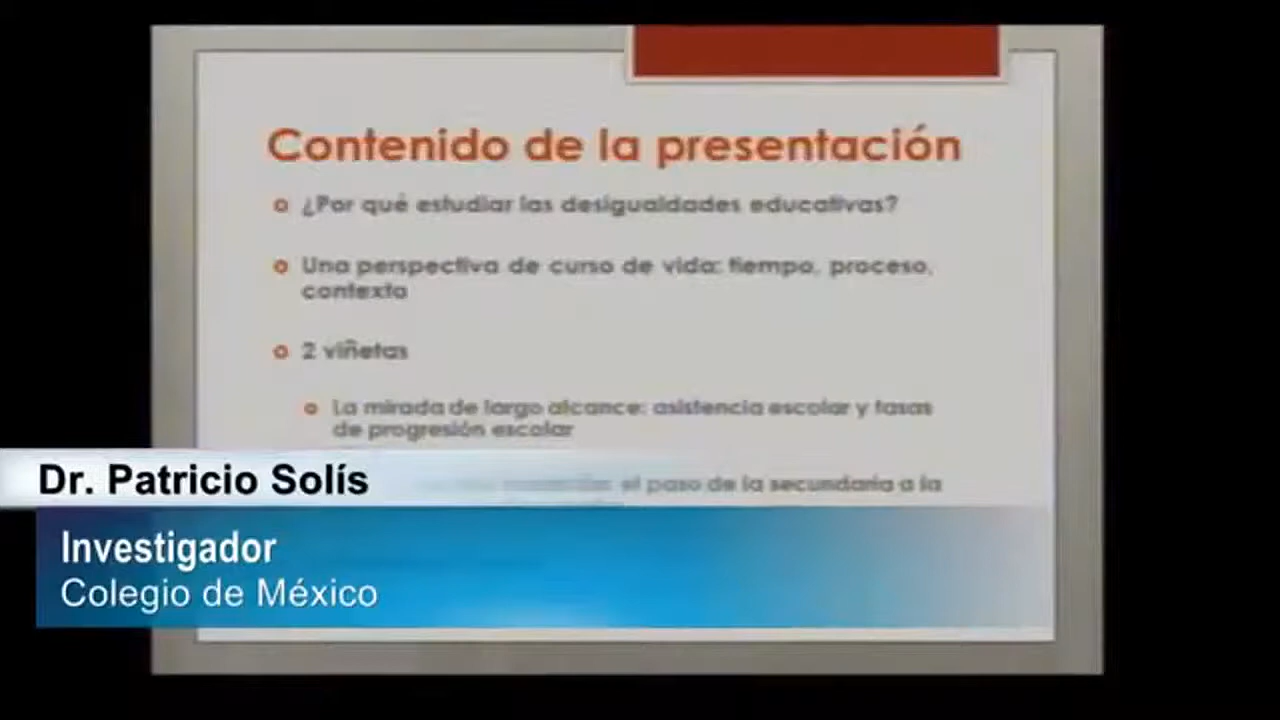 Contenido de la presentación
¿Por qué estudiar las desigualdades educativas?
Una perspectiva de curso de vida: tiempo, proceso,
contexto
2 viñetas
La mirada de largo alcance: asistencia escolar y tasas
de progresión escolar
el paso de la secundaria a la
Dr. Patricio Solís
Investigador
Colegio de México